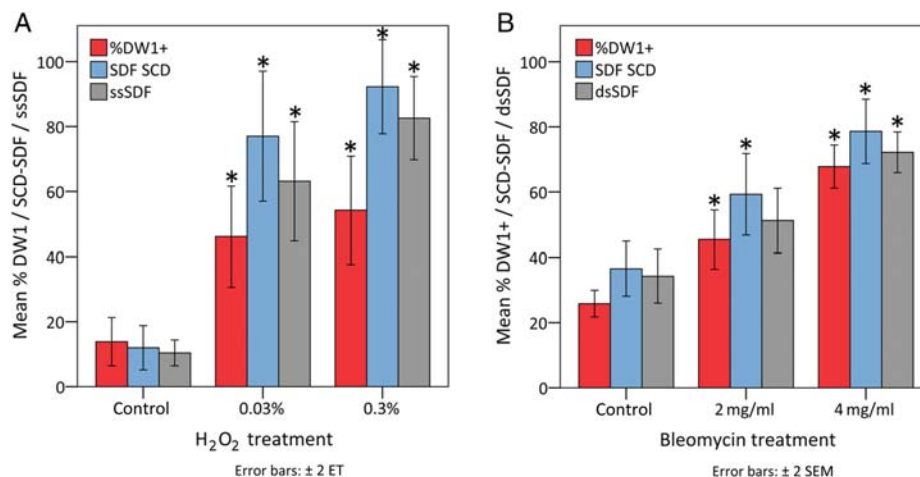 A
%DW1+
SDF SCD
ssSDF
Mean % DW1 / SCD-SDF / ssSDF
100
80
60
40
20
0
* * * * * *
Control 0.03% 0.3%
H₂O₂ treatment
Error bars: ± 2 ET
B
%DW1+
SDF SCD
dsSDF
Mean % DW1+ / SCD-SDF / dsSDF
100
80
60
40
20
0
* * * * *
Control 2 mg/ml 4 mg/ml
Bleomycin treatment
Error bars: ± 2 SEM